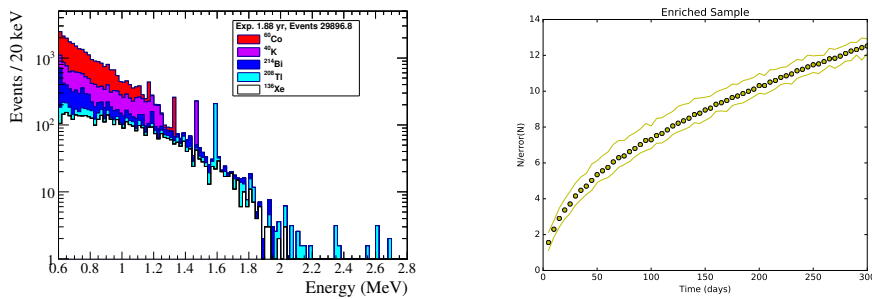 Events / 20 keV
10³
10²
10
1
Exp. 1.88 yr, Events 29896.8
⁶⁰Co
⁴⁰K
²¹⁴Bi
²⁰⁸Tl
¹³⁶Xe
0.6 0.8 1 1.2 1.4 1.6 1.8 2 2.2 2.4 2.6 2.8
Energy (MeV)
Enriched Sample
N/error(N)
14
12
10
8
6
4
2
0
0 50 100 150 200 250 300
Time (days)